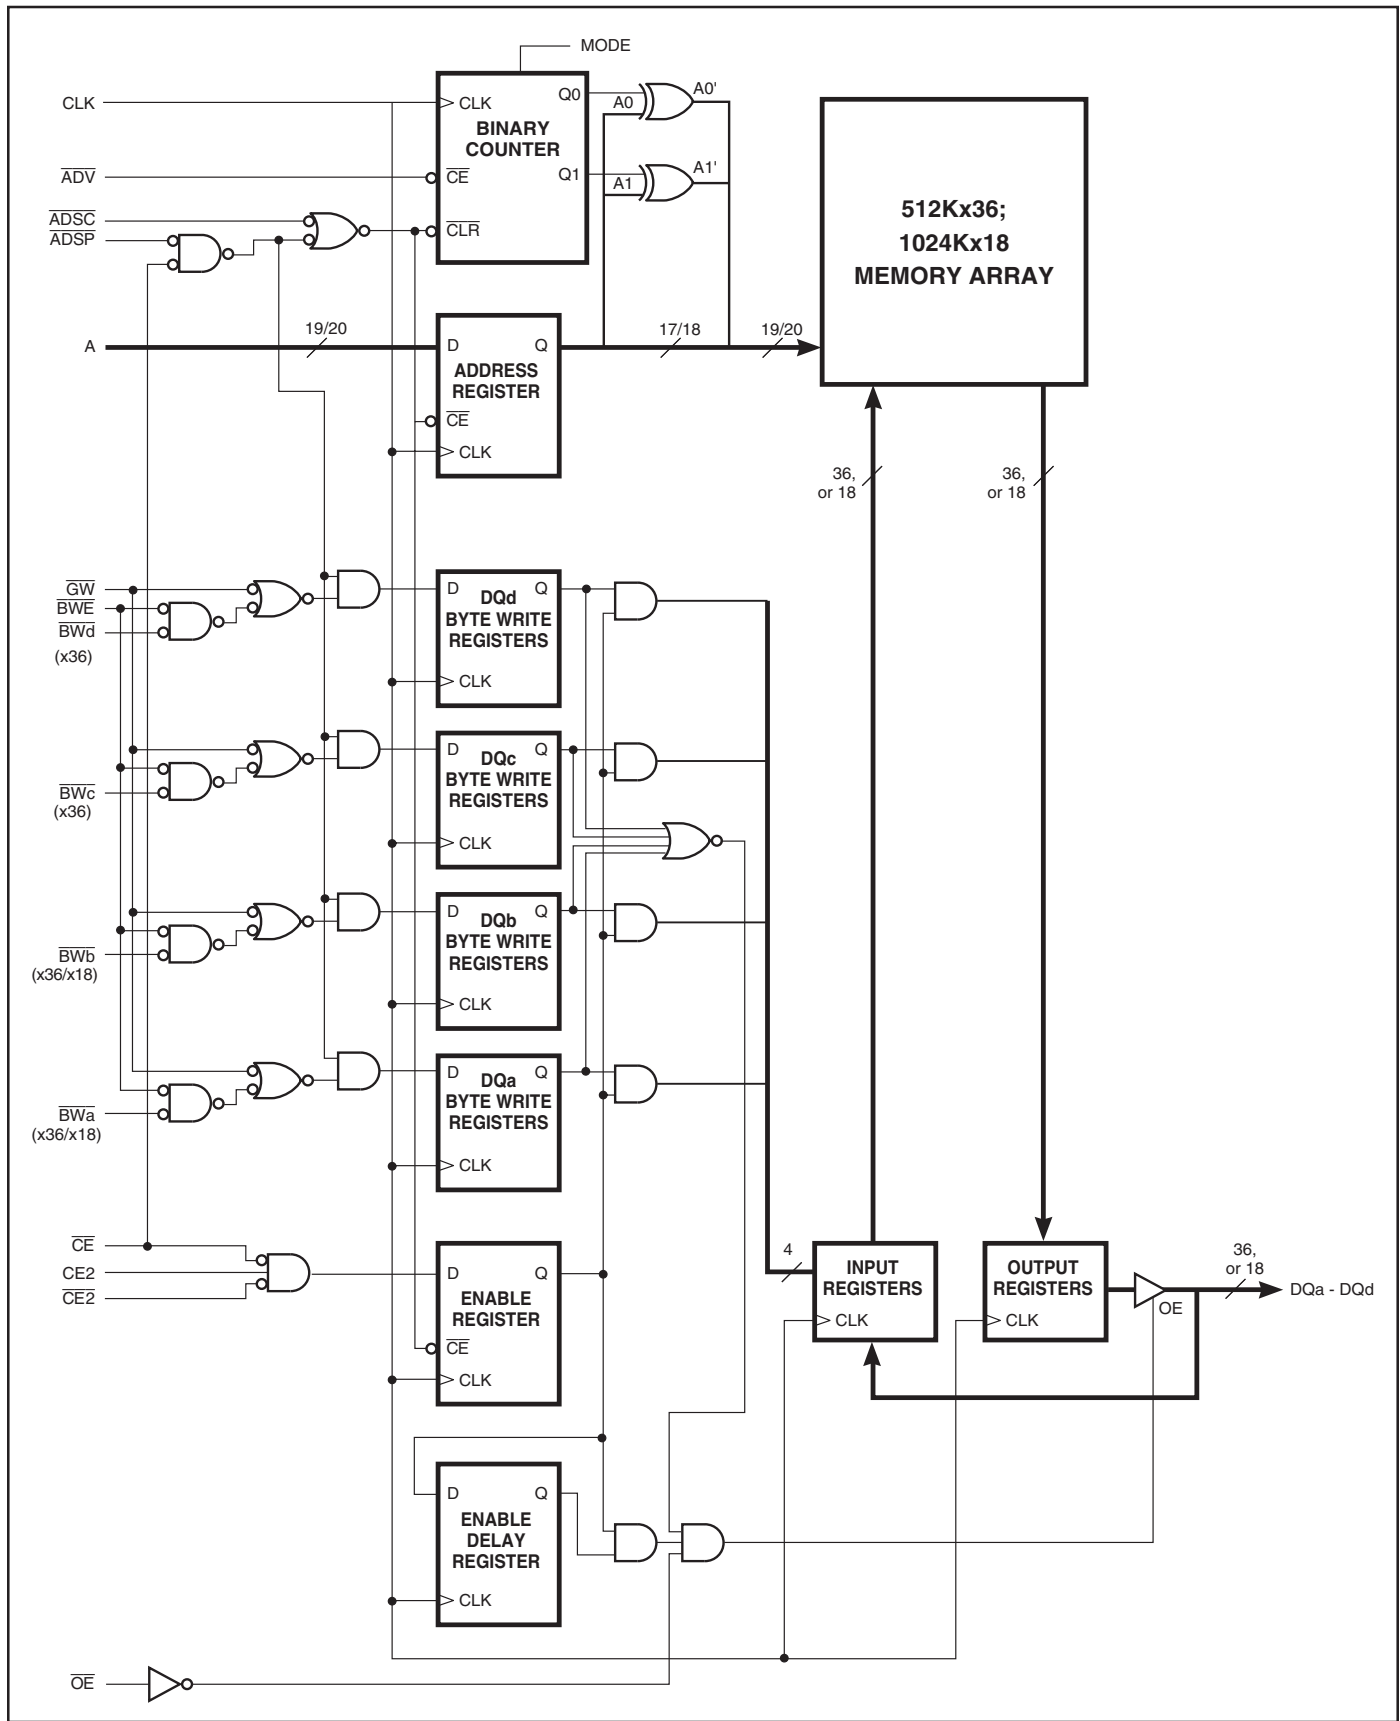 MODE
CLK
CLK
Q0
A0
A0'
BINARY
COUNTER
ADV
CE
Q1
A1
A1'
ADSC
ADSP
CLR
512Kx36;
1024Kx18
MEMORY ARRAY
A
19/20
D
Q
17/18
19/20
ADDRESS
REGISTER
CE
CLK
36,
or 18
36,
or 18
GW
BWE
BWd
(x36)
D
Q
DQd
BYTE WRITE
REGISTERS
CLK
BWc
(x36)
D
Q
DQc
BYTE WRITE
REGISTERS
CLK
BWb
(x36/x18)
D
Q
DQb
BYTE WRITE
REGISTERS
CLK
BWa
(x36/x18)
D
Q
DQa
BYTE WRITE
REGISTERS
CLK
CE
CE2
CE2
D
Q
ENABLE
REGISTER
CE
CLK
4
INPUT
REGISTERS
CLK
OUTPUT
REGISTERS
CLK
OE
36,
or 18
DQa - DQd
D
Q
ENABLE
DELAY
REGISTER
CLK
OE